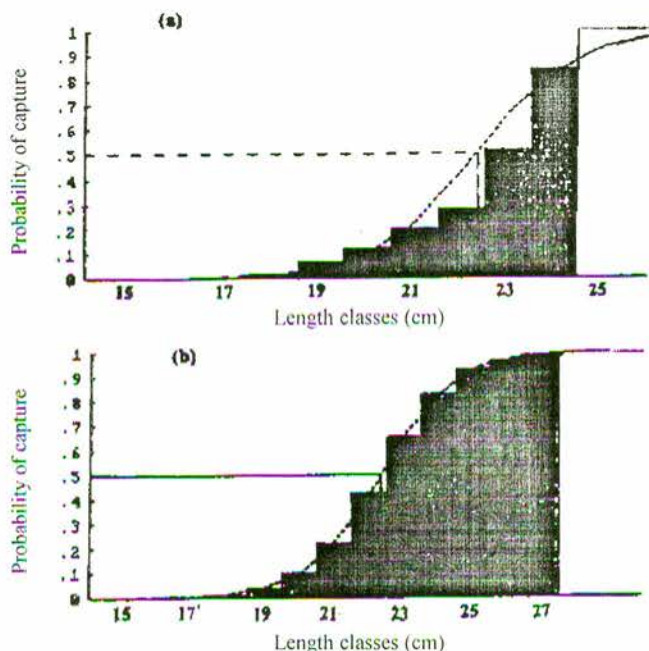 (a)
Probability of capture
1
.9
.8
.7
.6
.5
.4
.3
.2
.1
0
15 17 19 21 23 25
Length classes (cm)
(b)
Probability of capture
1
.9
.8
.7
.6
.5
.4
.3
.2
.1
0
15 17' 19 21 23 25 27
Length classes (cm)